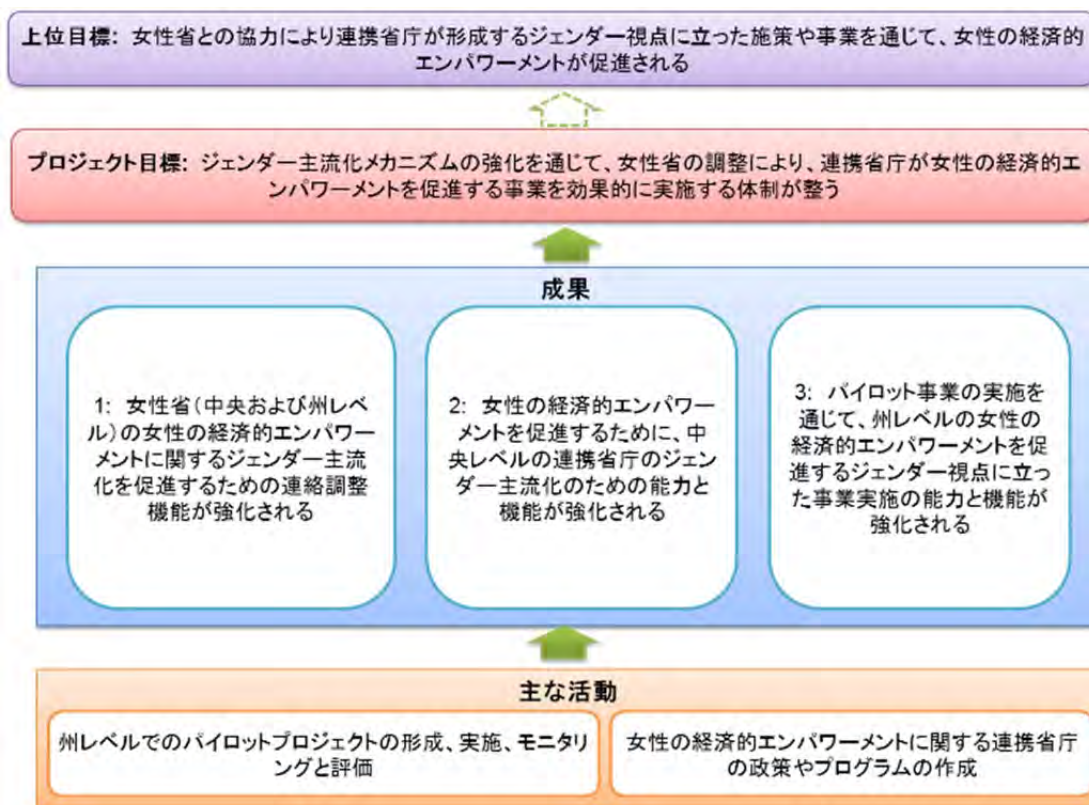 上位目標: 女性省との協力により連携省庁が形成するジェンダー視点に立った施策や事業を通じて、女性の経済的
エンパワーメントが促進される
プロジェクト目標: ジェンダー主流化メカニズムの強化を通じて、女性省の調整により、連携省庁が女性の経済的エ
ンパワーメントを促進する事業を効果的に実施する体制が整う
成果
1: 女性省(中央および州レベ
ル)の女性の経済的エンパワー
メントに関するジェンダー主流
化を促進するための連絡調整
機能が強化される
2: 女性の経済的エンパワー
メントを促進するために、中
央レベルの連携省庁のジェン
ダー主流化のための能力と
機能が強化される
3: パイロット事業の実施を
通じて、州レベルの女性の
経済的エンパワーメントを促
進するジェンダー視点に立っ
た事業実施の能力と機能が
強化される
主な活動
州レベルでのパイロットプロジェクトの形成、実施、モニタリ
ングと評価
女性の経済的エンパワーメントに関する連携省庁
の政策やプログラムの作成